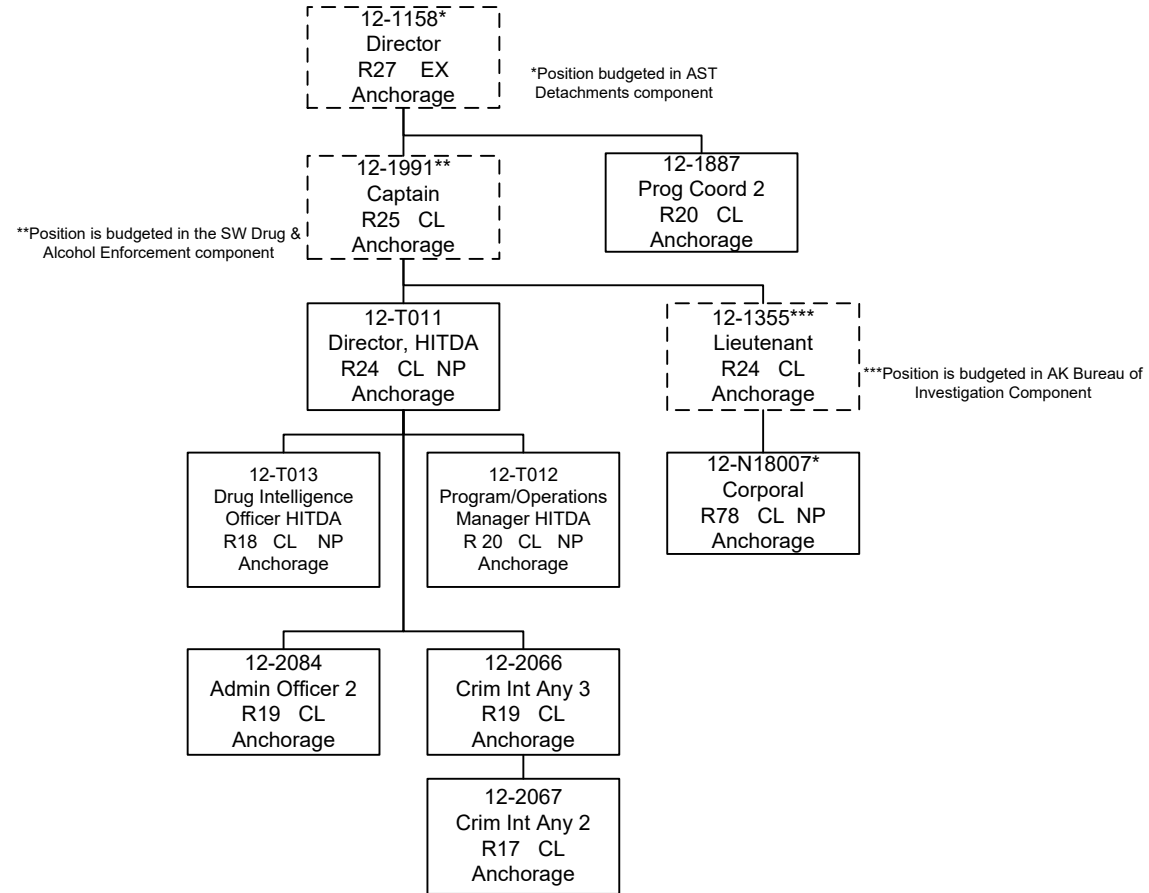 12-1158*
Director
R27 EX
Anchorage
*Position budgeted in AST
Detachments component
12-1991**
Captain
R25 CL
Anchorage
12-1887
Prog Coord 2
R20 CL
Anchorage
**Position is budgeted in the SW Drug &
Alcohol Enforcement component
12-T011
Director, HITDA
R24 CL NP
Anchorage
12-1355***
Lieutenant
R24 CL
Anchorage
***Position is budgeted in AK Bureau of
Investigation Component
12-T013
Drug Intelligence
Officer HITDA
R18 CL NP
Anchorage
12-T012
Program/Operations
Manager HITDA
R 20 CL NP
Anchorage
12-N18007*
Corporal
R78 CL NP
Anchorage
12-2084
Admin Officer 2
R19 CL
Anchorage
12-2066
Crim Int Any 3
R19 CL
Anchorage
12-2067
Crim Int Any 2
R17 CL
Anchorage